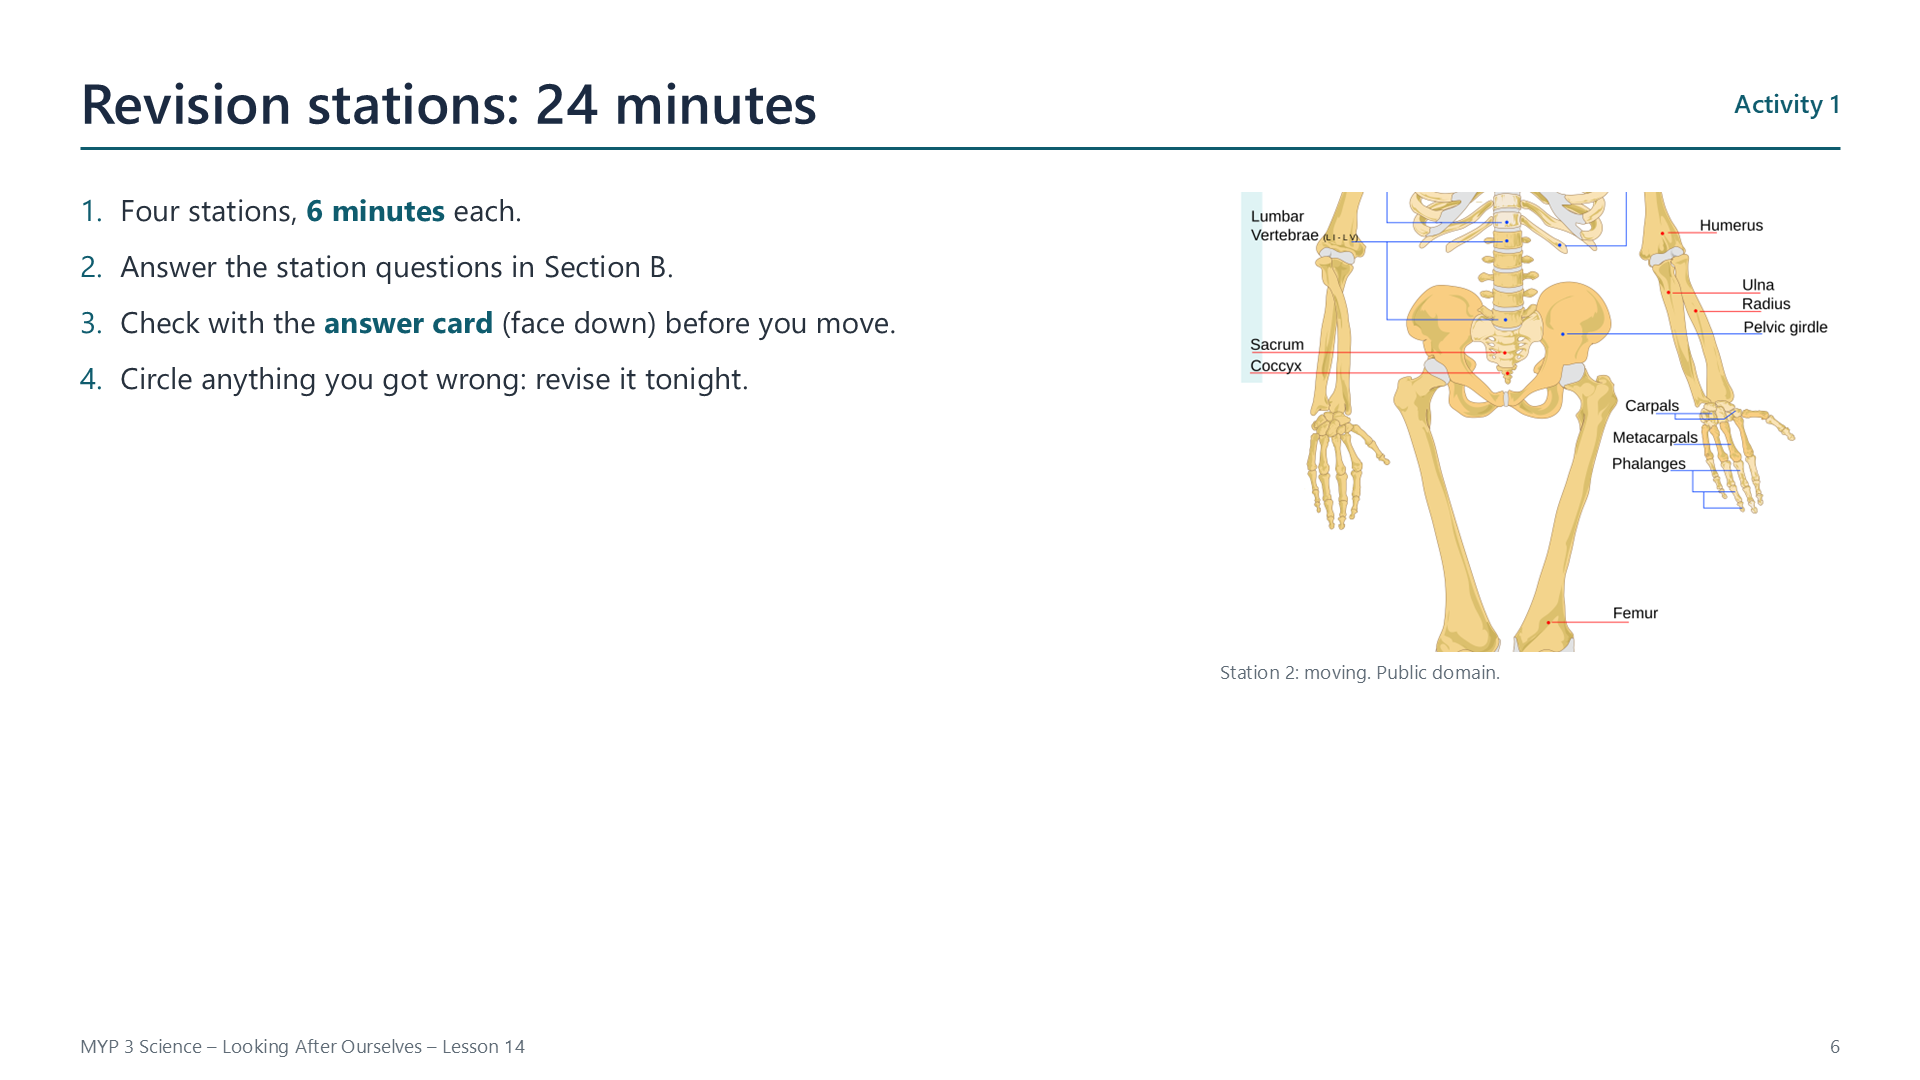 Revision stations: 24 minutes
Activity 1
1. Four stations, 6 minutes each.
2. Answer the station questions in Section B.
3. Check with the answer card (face down) before you move.
4. Circle anything you got wrong: revise it tonight.
Lumbar
Vertebrae (L I - L V)
Sacrum
Coccyx
Humerus
Ulna
Radius
Pelvic girdle
Carpals
Metacarpals
Phalanges
Femur
Station 2: moving. Public domain.
MYP 3 Science – Looking After Ourselves – Lesson 14
6